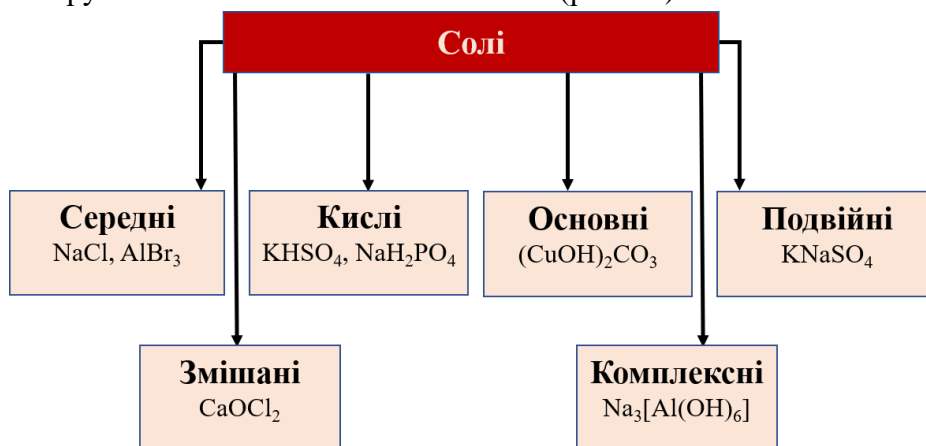 Солі
Середні
NaCl, AlBr₃
Кислі
KHSO₄, NaH₂PO₄
Основні
(CuOH)₂CO₃
Подвійні
KNaSO₄
Змішані
CaOCl₂
Комплексні
Na₃[Al(OH)₆]